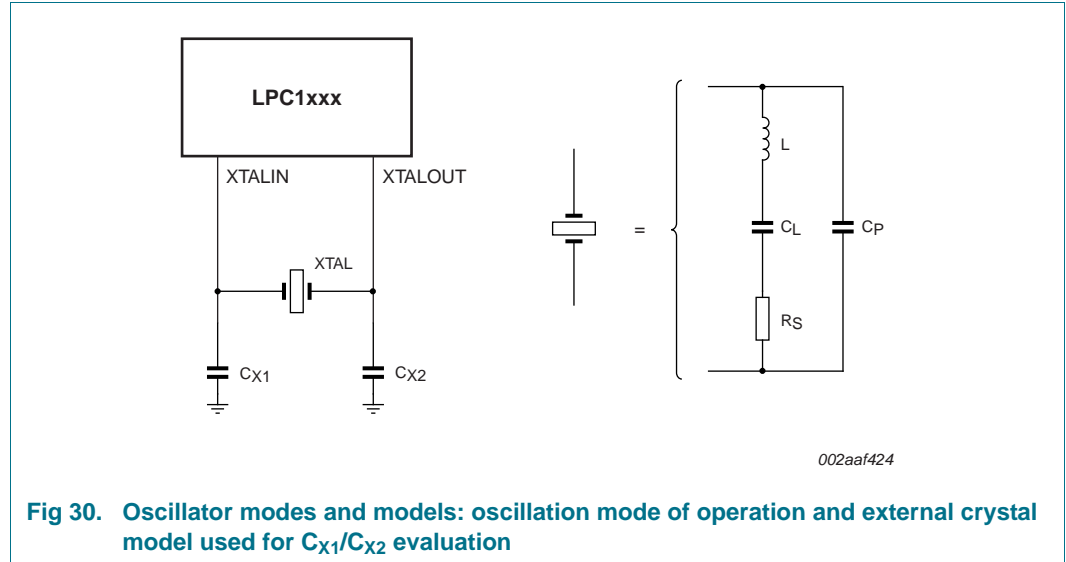 LPC1xxx
XTALIN
XTALOUT
XTAL
CX1
CX2
=
L
CL
CP
RS
002aaf424
Fig 30. Oscillator modes and models: oscillation mode of operation and external crystal
model used for CX1/CX2 evaluation